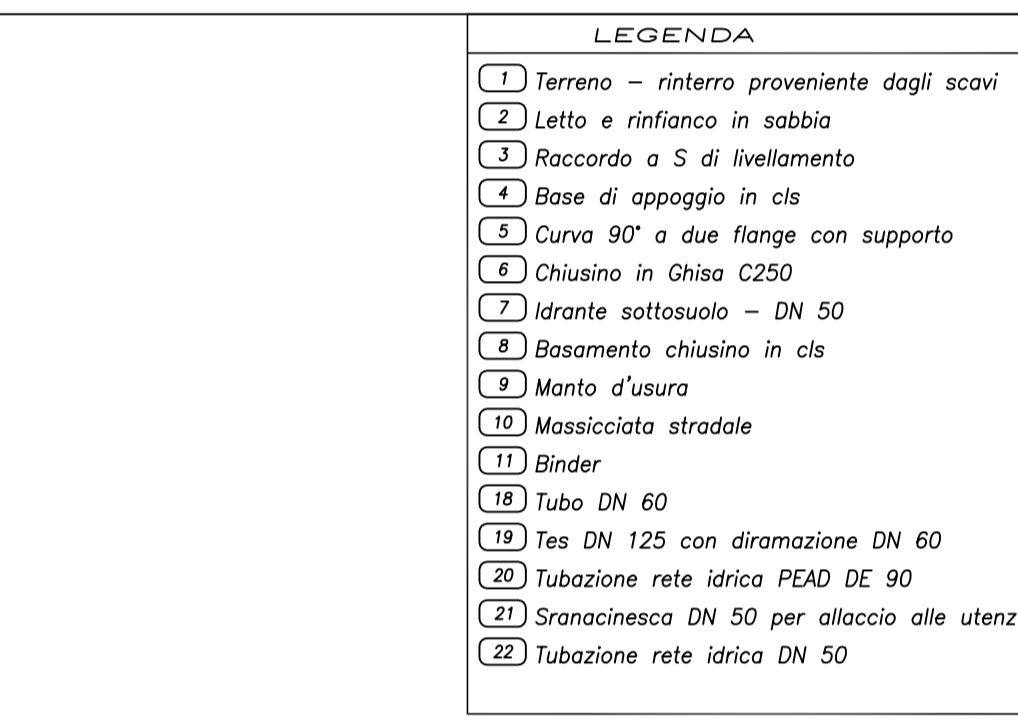 LEGENDA
1 Terreno – rinterro proveniente dagli scavi
2 Letto e rinfianco in sabbia
3 Raccordo a S di livellamento
4 Base di appoggio in cls
5 Curva 90° a due flange con supporto
6 Chiusino in Ghisa C250
7 Idrante sottosuolo – DN 50
8 Basamento chiusino in cls
9 Manto d'usura
10 Massicciata stradale
11 Binder
18 Tubo DN 60
19 Tes DN 125 con diramazione DN 60
20 Tubazione rete idrica PEAD DE 90
21 Sranacinesca DN 50 per allaccio alle utenz
22 Tubazione rete idrica DN 50